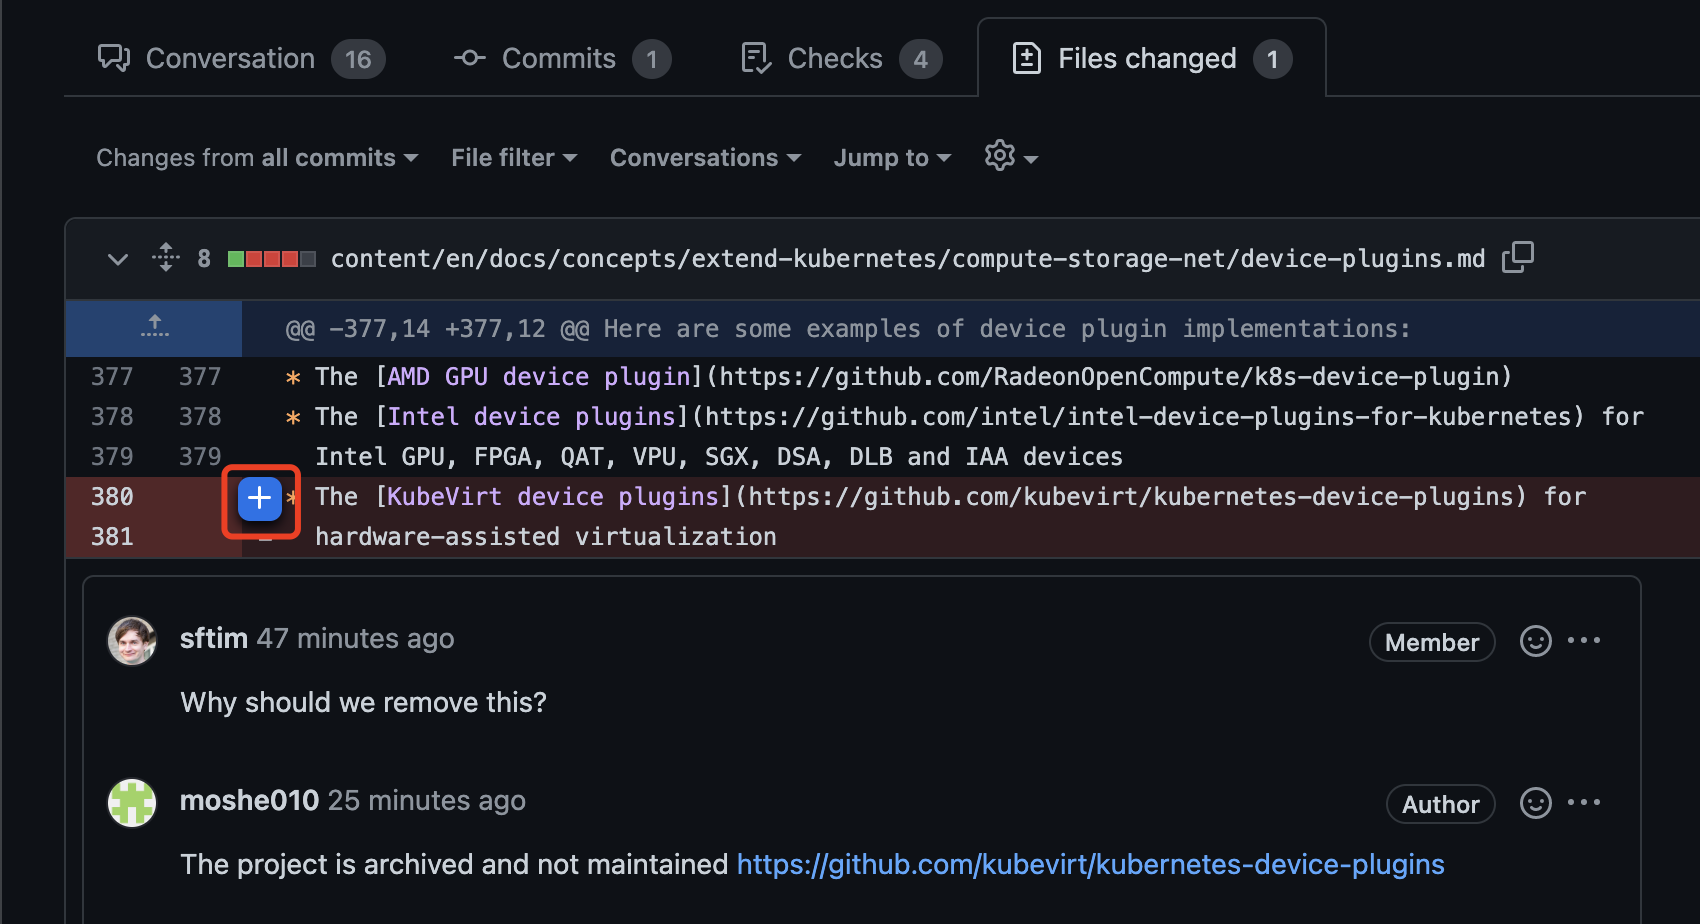 Conversation 16 Commits 1 Checks 4 Files changed 1
Changes from all commits File filter Conversations Jump to
8 content/en/docs/concepts/extend-kubernetes/compute-storage-net/device-plugins.md
@@ -377,14 +377,12 @@ Here are some examples of device plugin implementations:
377 377 * The [AMD GPU device plugin](https://github.com/RadeonOpenCompute/k8s-device-plugin)
378 378 * The [Intel device plugins](https://github.com/intel/intel-device-plugins-for-kubernetes) for
379 379 Intel GPU, FPGA, QAT, VPU, SGX, DSA, DLB and IAA devices
380 + * The [KubeVirt device plugins](https://github.com/kubevirt/kubernetes-device-plugins) for
381 - hardware-assisted virtualization
sftim 47 minutes ago Member
Why should we remove this?
moshe010 25 minutes ago Author
The project is archived and not maintained https://github.com/kubevirt/kubernetes-device-plugins